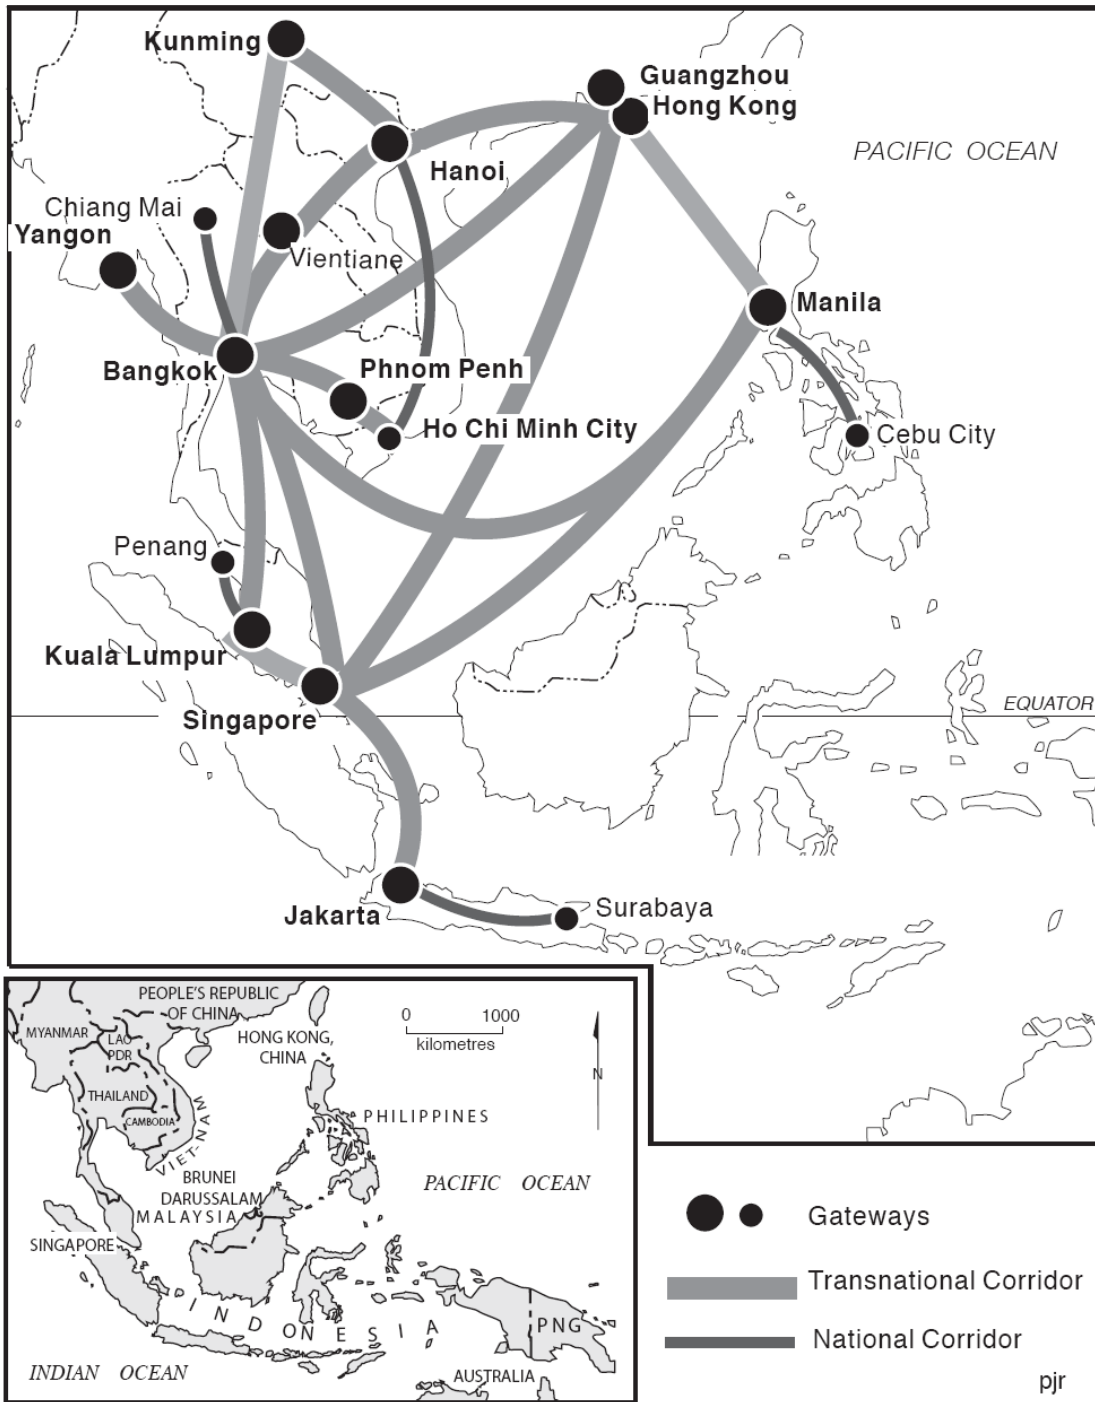 Kunming
Guangzhou
Hong Kong
PACIFIC OCEAN
Hanoi
Chiang Mai
Yangon
Vientiane
Manila
Bangkok
Phnom Penh
Ho Chi Minh City
Cebu City
Penang
Kuala Lumpur
Singapore
EQUATOR
Jakarta
Surabaya
PEOPLE'S REPUBLIC
OF CHINA
MYANMAR
LAO
PDR
HONG KONG,
CHINA
0 1000
kilometres
N
THAILAND
CAMBODIA
VIET-NAM
PHILIPPINES
BRUNEI
DARUSSALAM
MALAYSIA
PACIFIC OCEAN
SINGAPORE
INDONESIA
PNG
INDIAN OCEAN
AUSTRALIA
Gateways
Transnational Corridor
National Corridor
pjr